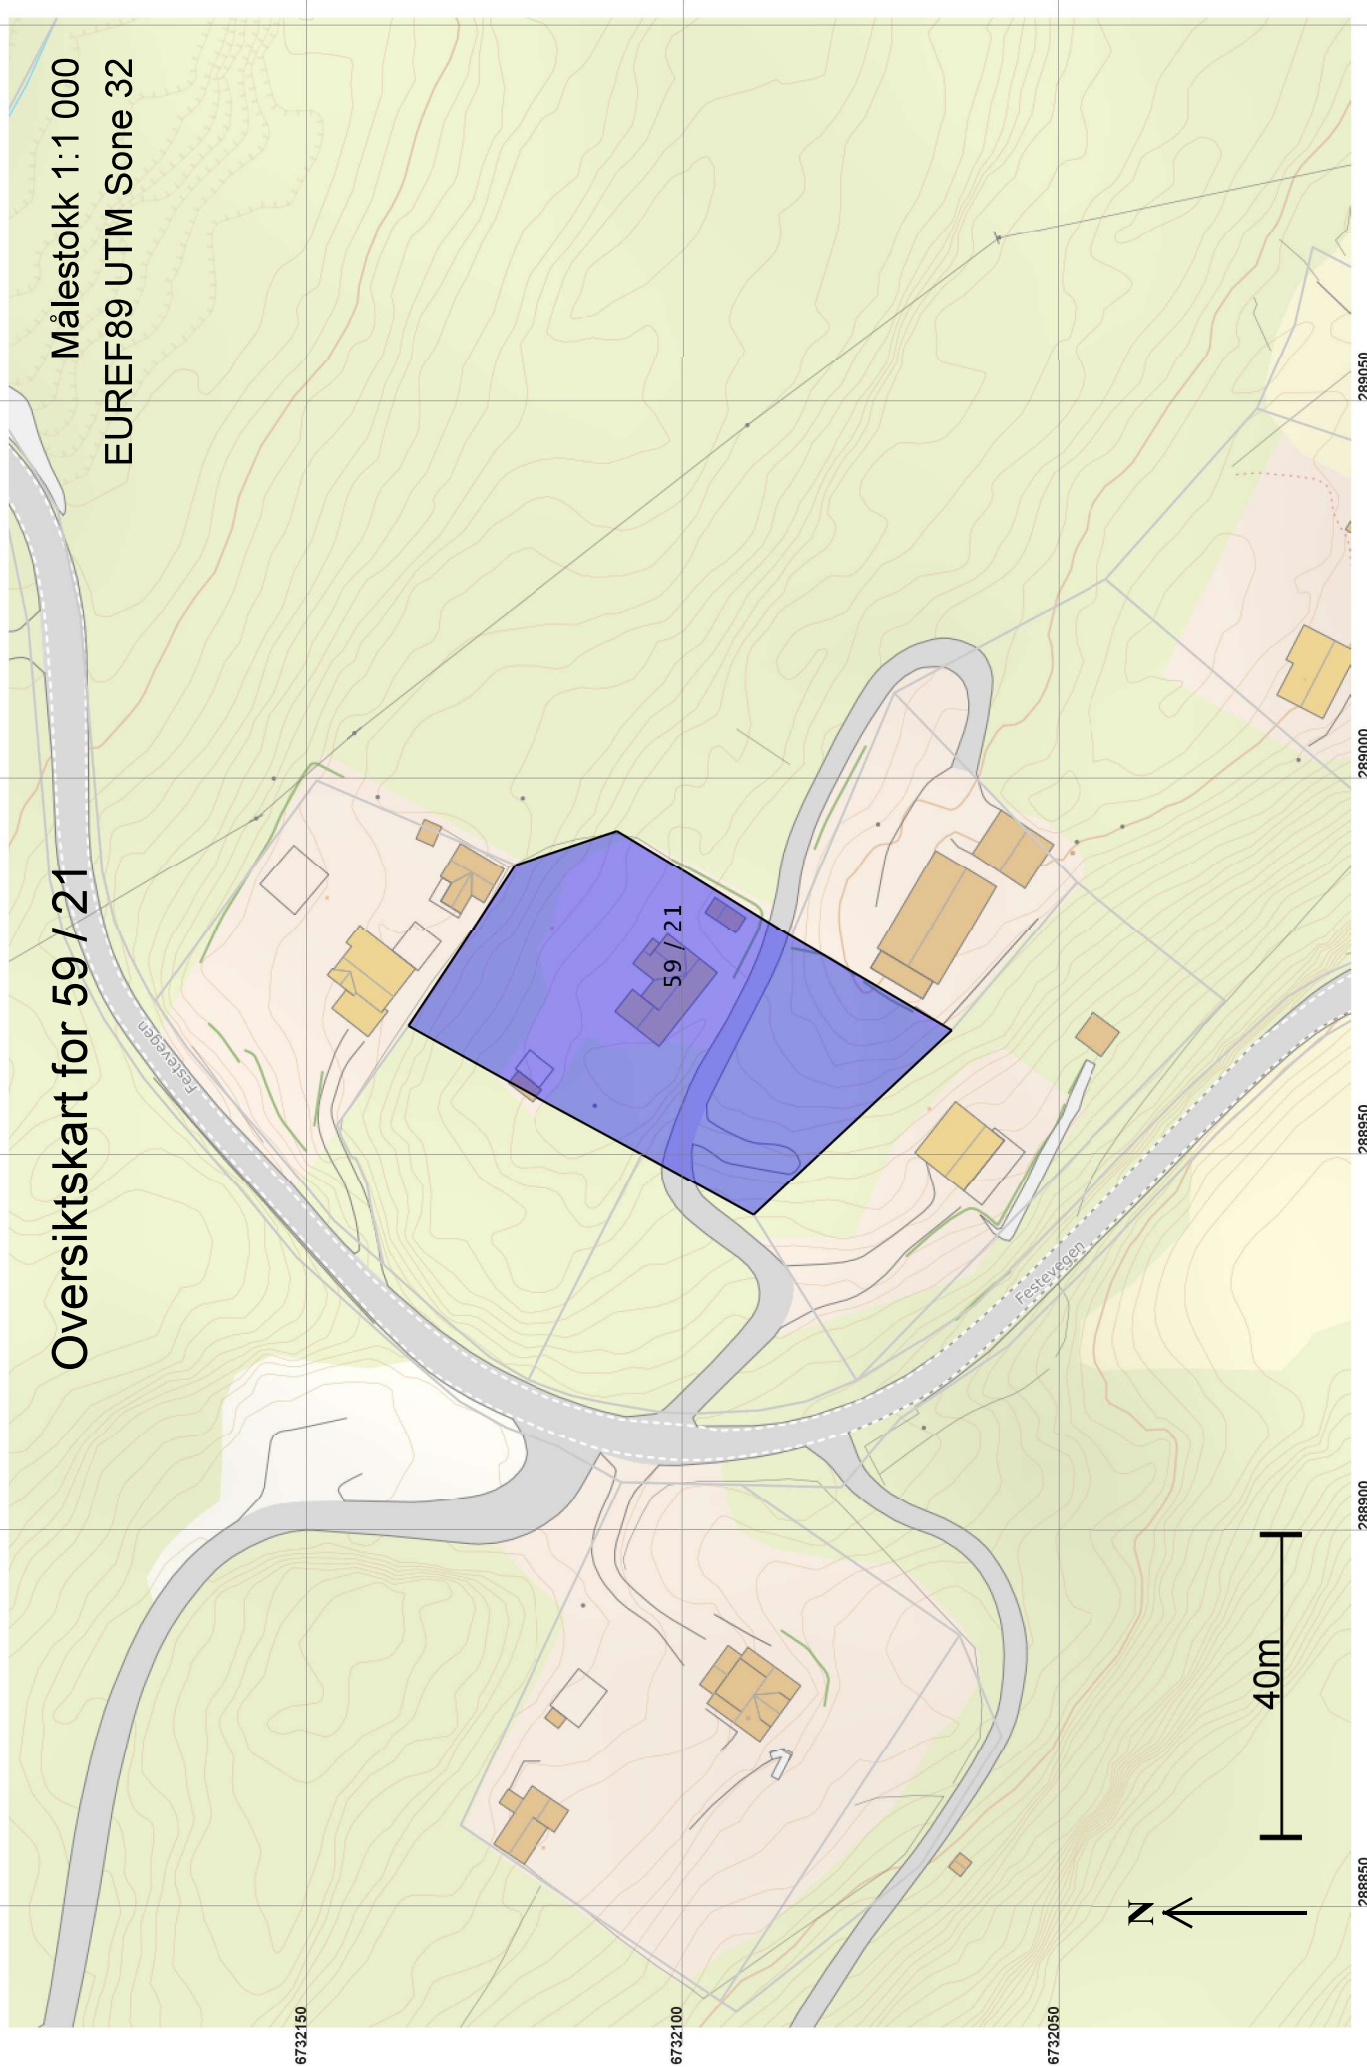 Oversiktskart for 59 / 21
Målestokk 1:1 000
EUREF89 UTM Sone 32
Festevegen
59 / 21
Festevegen
6732150
6732100
6732050
288850
288900
288950
289000
289050
N
40m